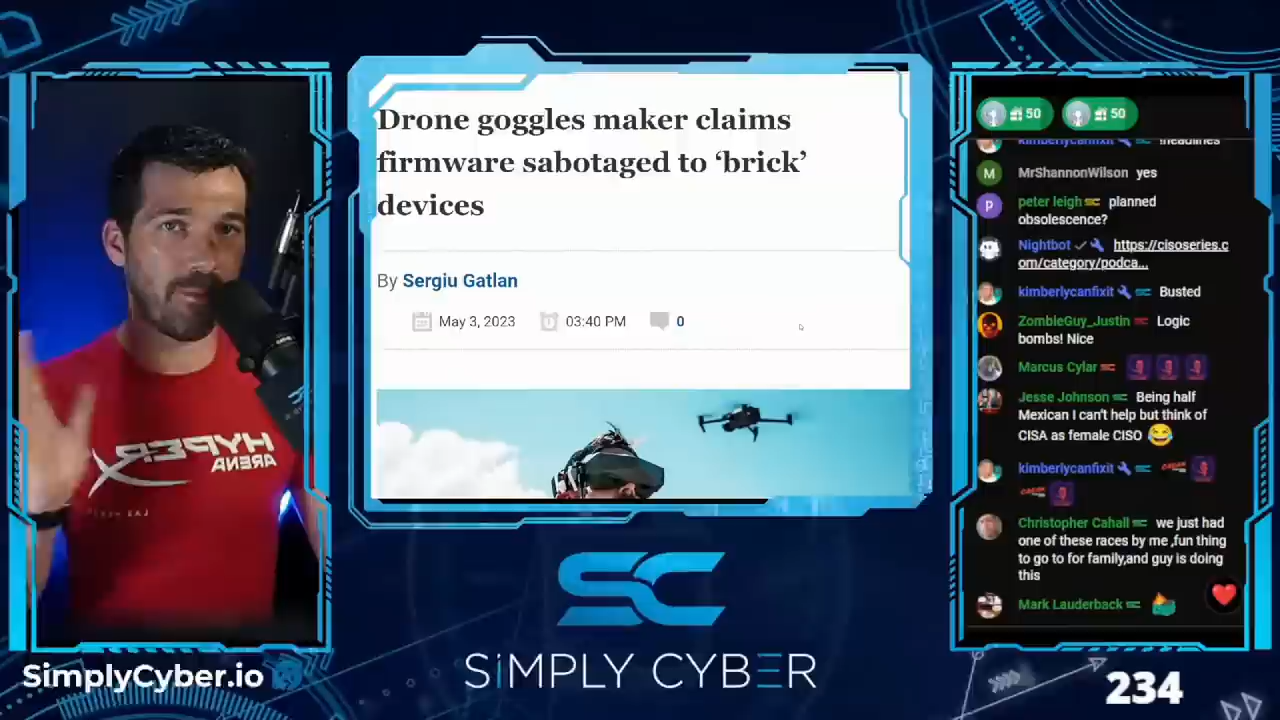 Drone goggles maker claims
firmware sabotaged to ‘brick’
devices
By Sergiu Gatlan
May 3, 2023 03:40 PM 0
HYPERX
ARENA
SC
SiMPLY CYBER
SimplyCyber.io
50 50
kimberlycanfixit !headlines
MrShannonWilson yes
peter leigh planned
obsolescence?
Nightbot https://cisoseries.c
om/category/podca...
kimberlycanfixit Busted
ZombieGuy_Justin Logic
bombs! Nice
Marcus Cylar
Jesse Johnson Being half
Mexican I can't help but think of
CISA as female CISO
kimberlycanfixit
Christopher Cahall we just had
one of these races by me ,fun thing
to go to for family,and guy is doing
this
Mark Lauderback
234